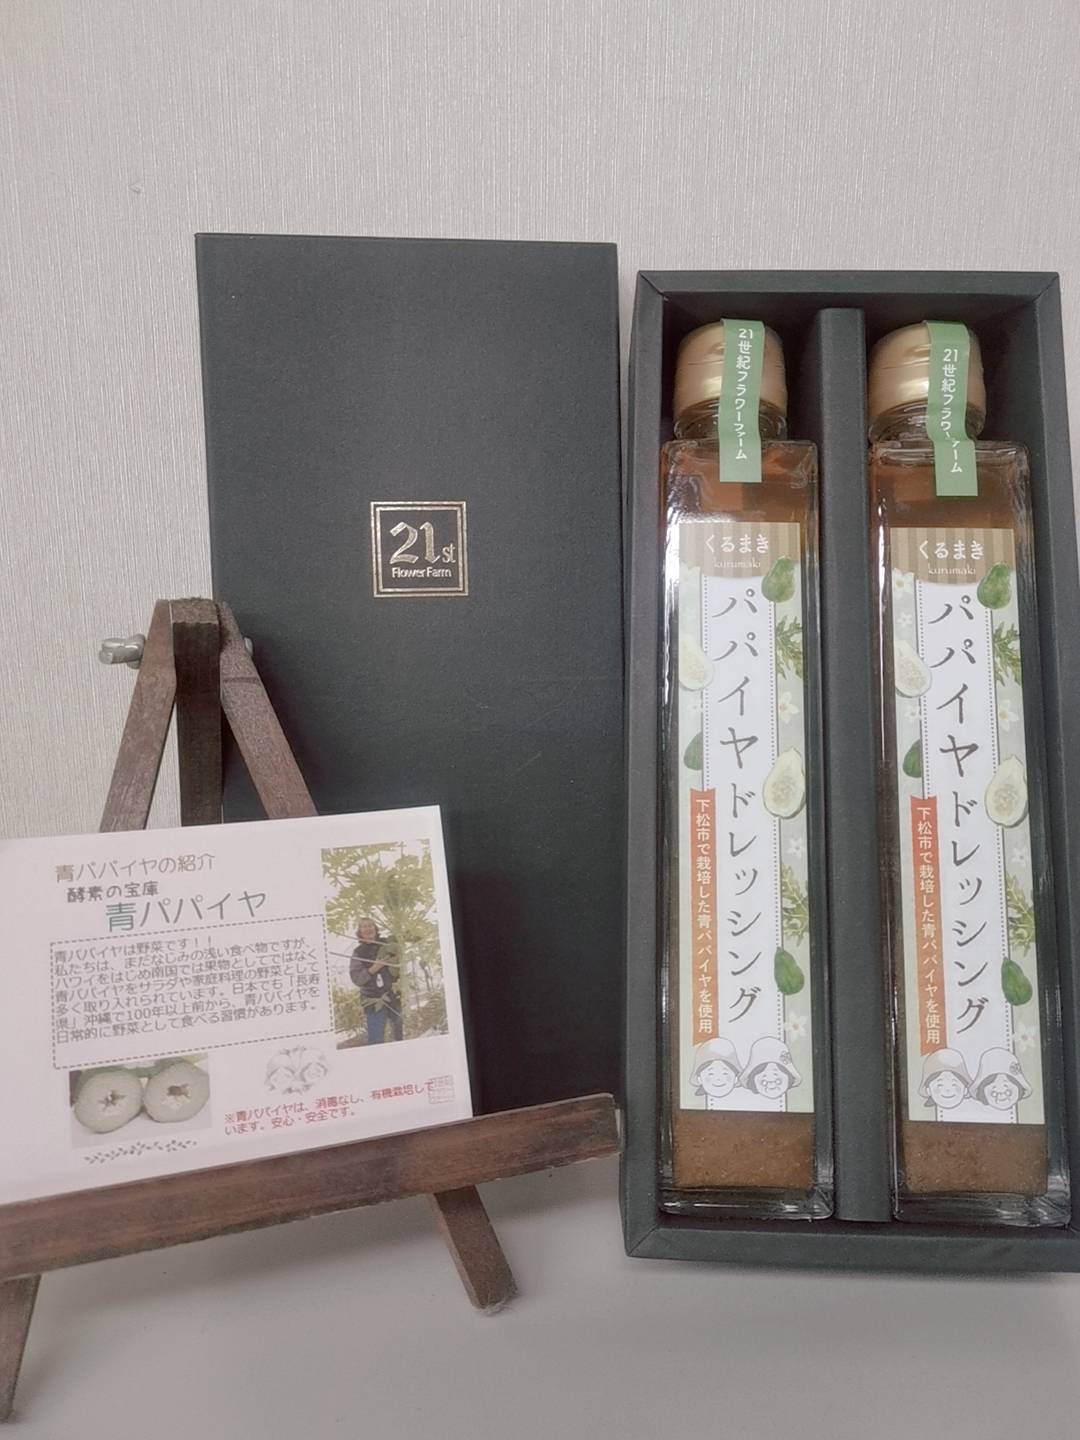 21st
Flower Farm
21世紀フラワーファーム
くるまき
kurumaki
パパイヤドレッシング
下松市で栽培した青パパイヤを使用
21世紀フラワーファーム
くるまき
kurumaki
パパイヤドレッシング
下松市で栽培した青パパイヤを使用
青パパイヤの紹介
酵素の宝庫
青パパイヤ
青パパイヤは野菜です！！
私たちは、まだなじみの浅い食べ物ですが、
ハワイをはじめ南国では果物としてではなく
青パパイヤをサラダや家庭料理の野菜として
多く取り入れられています。日本でも「長寿
県」沖縄で100年以上前から、青パパイヤを
日常的に野菜として食べる習慣があります。
※青パパイヤは、消毒なし、有機栽培して
います。安心・安全です。